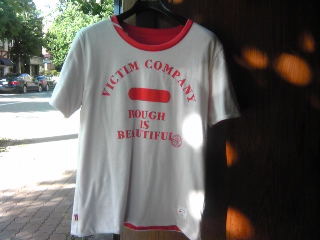 VICTIM COMPANY
ROUGH
IS
BEAUTIFUL